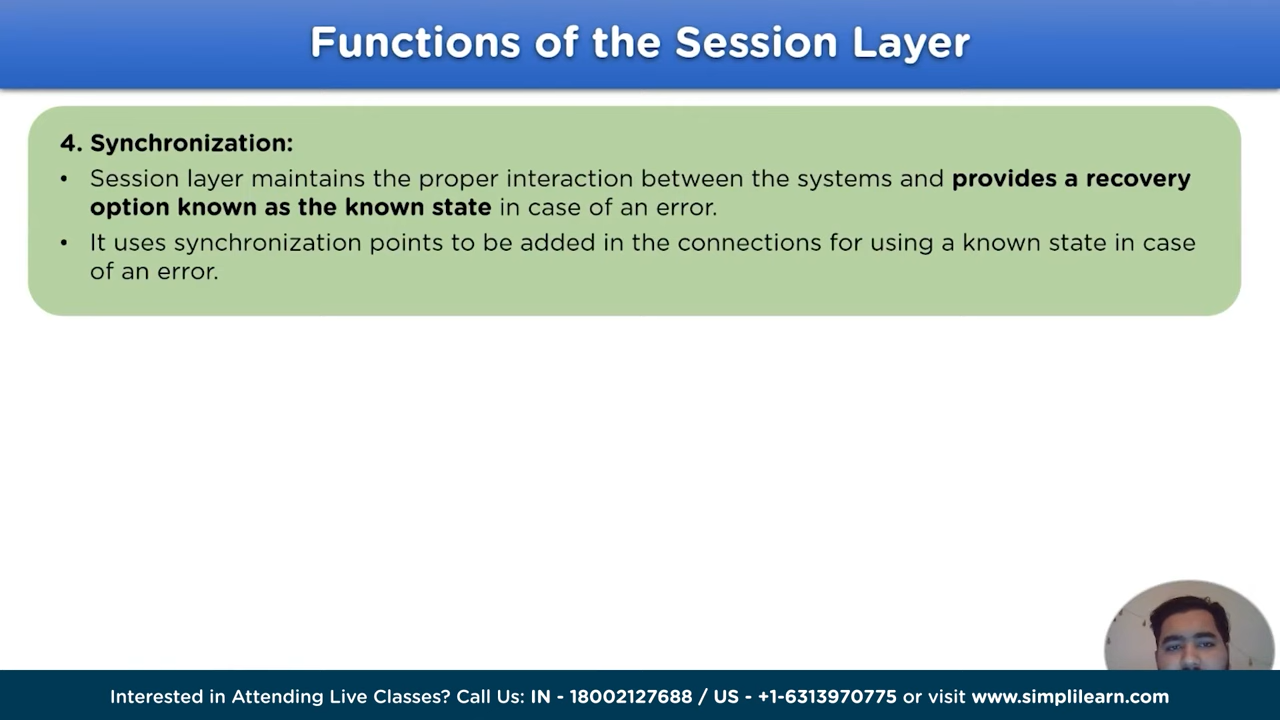 Functions of the Session Layer
4. Synchronization:
• Session layer maintains the proper interaction between the systems and provides a recovery
option known as the known state in case of an error.
• It uses synchronization points to be added in the connections for using a known state in case
of an error.
Interested in Attending Live Classes? Call Us: IN - 18002127688 / US - +1-6313970775 or visit www.simplilearn.com